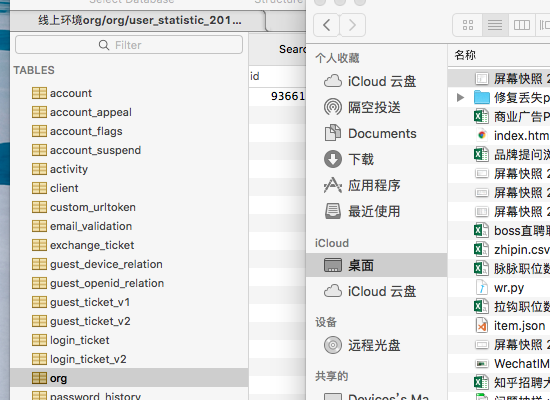 Select Database
Structure
线上环境org/org/user_statistic_201...
Filter
TABLES
account
account_appeal
account_flags
account_suspend
activity
client
custom_urltoken
email_validation
exchange_ticket
guest_device_relation
guest_openid_relation
guest_ticket_v1
guest_ticket_v2
login_ticket
login_ticket_v2
org
password_history
Searc
id
93661
个人收藏
iCloud 云盘
隔空投送
Documents
下载
应用程序
最近使用
iCloud
桌面
iCloud 云盘
设备
远程光盘
共享的
Devices's Ma
名称
屏幕快照 2
修复丢失p
商业广告P
index.htm
品牌提问浏
屏幕快照 2
屏幕快照 2
屏幕快照 2
boss直聘职
zhipin.csv
脉脉职位数
wr.py
拉钩职位数
item.json
屏幕快照 2
WechatIM
知乎招聘大